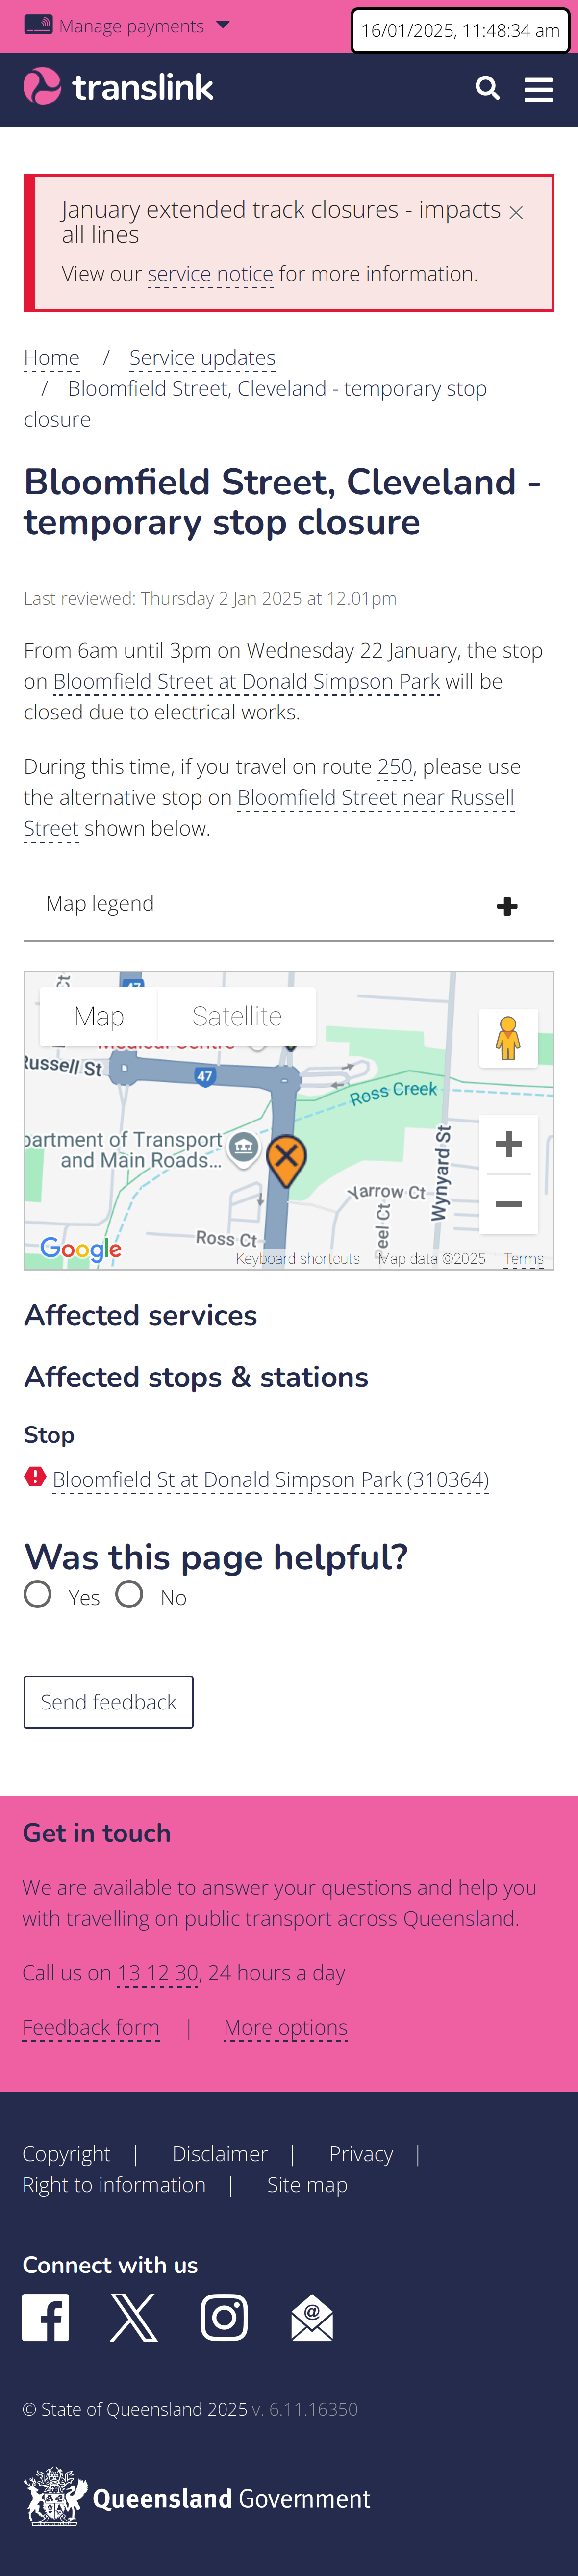 Manage payments
16/01/2025, 11:48:34 am
translink
January extended track closures - impacts
all lines
View our service notice for more information.
Home / Service updates
/ Bloomfield Street, Cleveland - temporary stop
closure
Bloomfield Street, Cleveland -
temporary stop closure
Last reviewed: Thursday 2 Jan 2025 at 12.01pm
From 6am until 3pm on Wednesday 22 January, the stop
on Bloomfield Street at Donald Simpson Park will be
closed due to electrical works.
During this time, if you travel on route 250, please use
the alternative stop on Bloomfield Street near Russell
Street shown below.
Map legend
47
Map
Satellite
Medical Centre
Russell St
47
Ross Creek
partment of Transport
and Main Roads...
Wynyard St
Yarrow Ct
eel Ct
Ross Ct
Google
Keyboard shortcuts
Map data ©2025
Terms
Affected services
Affected stops & stations
Stop
Bloomfield St at Donald Simpson Park (310364)
Was this page helpful?
Yes No
Send feedback
Get in touch
We are available to answer your questions and help you
with travelling on public transport across Queensland.
Call us on 13 12 30, 24 hours a day
Feedback form | More options
Copyright | Disclaimer | Privacy |
Right to information | Site map
Connect with us
© State of Queensland 2025 v. 6.11.16350
Queensland Government